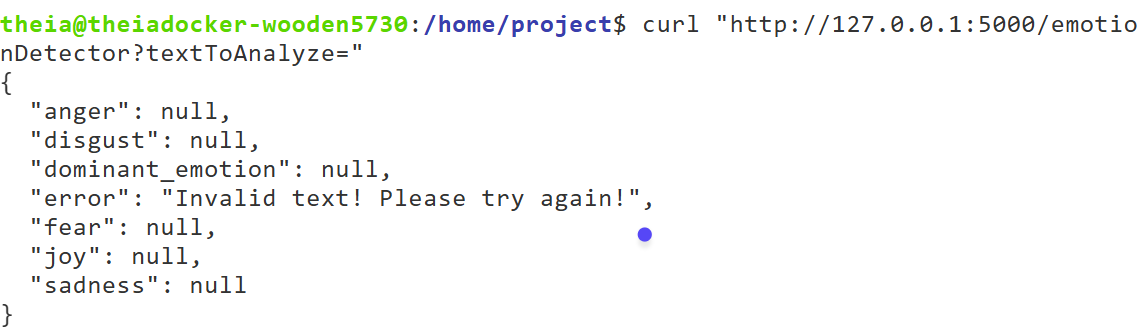 theia@theiadocker-wooden5730:/home/project$ curl "http://127.0.0.1:5000/emotio
nDetector?textToAnalyze="
{
  "anger": null,
  "disgust": null,
  "dominant_emotion": null,
  "error": "Invalid text! Please try again!",
  "fear": null,
  "joy": null,
  "sadness": null
}